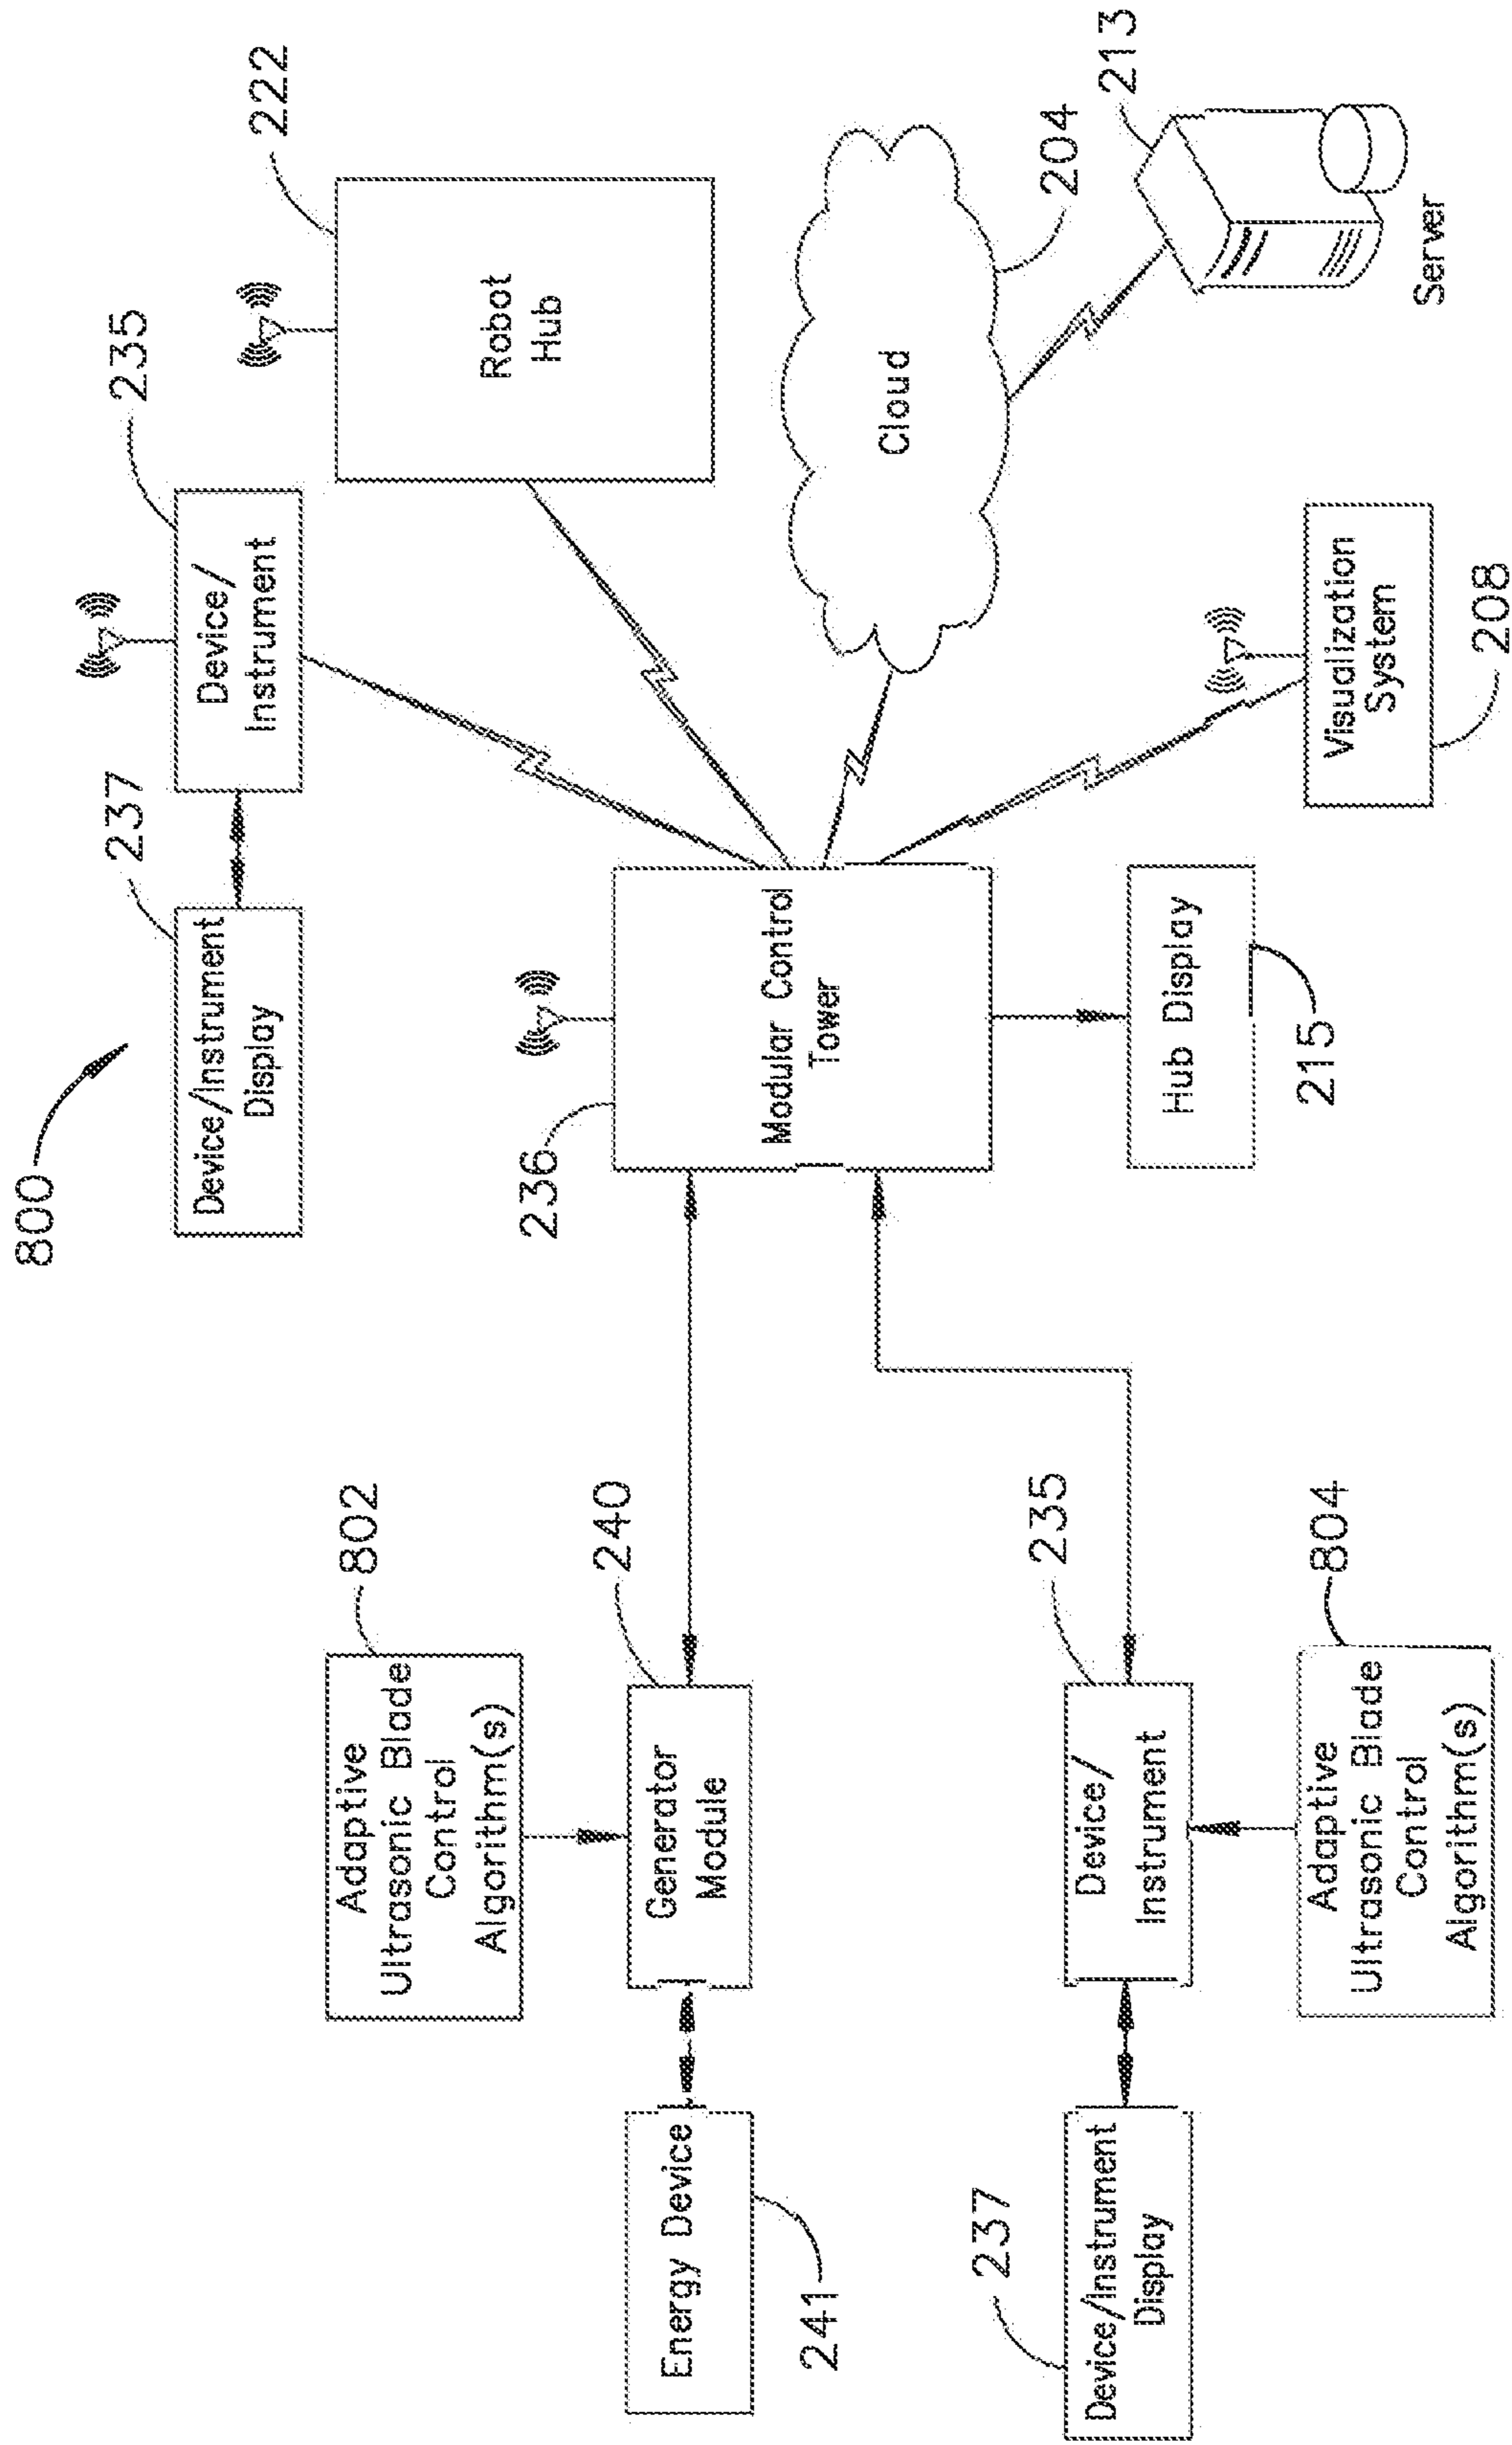 800
237
Device/Instrument
Display
235
Device/
Instrument
222
Robot
Hub
802
Adaptive
Ultrasonic Blade
Control
Algorithm(s)
236
Modular Control
Tower
240
Generator
Module
Energy Device
241
Cloud
204
213
Server
235
Device/
Instrument
237
Device/Instrument
Display
804
Adaptive
Ultrasonic Blade
Control
Algorithm(s)
Hub Display
215
Visualization
System
208